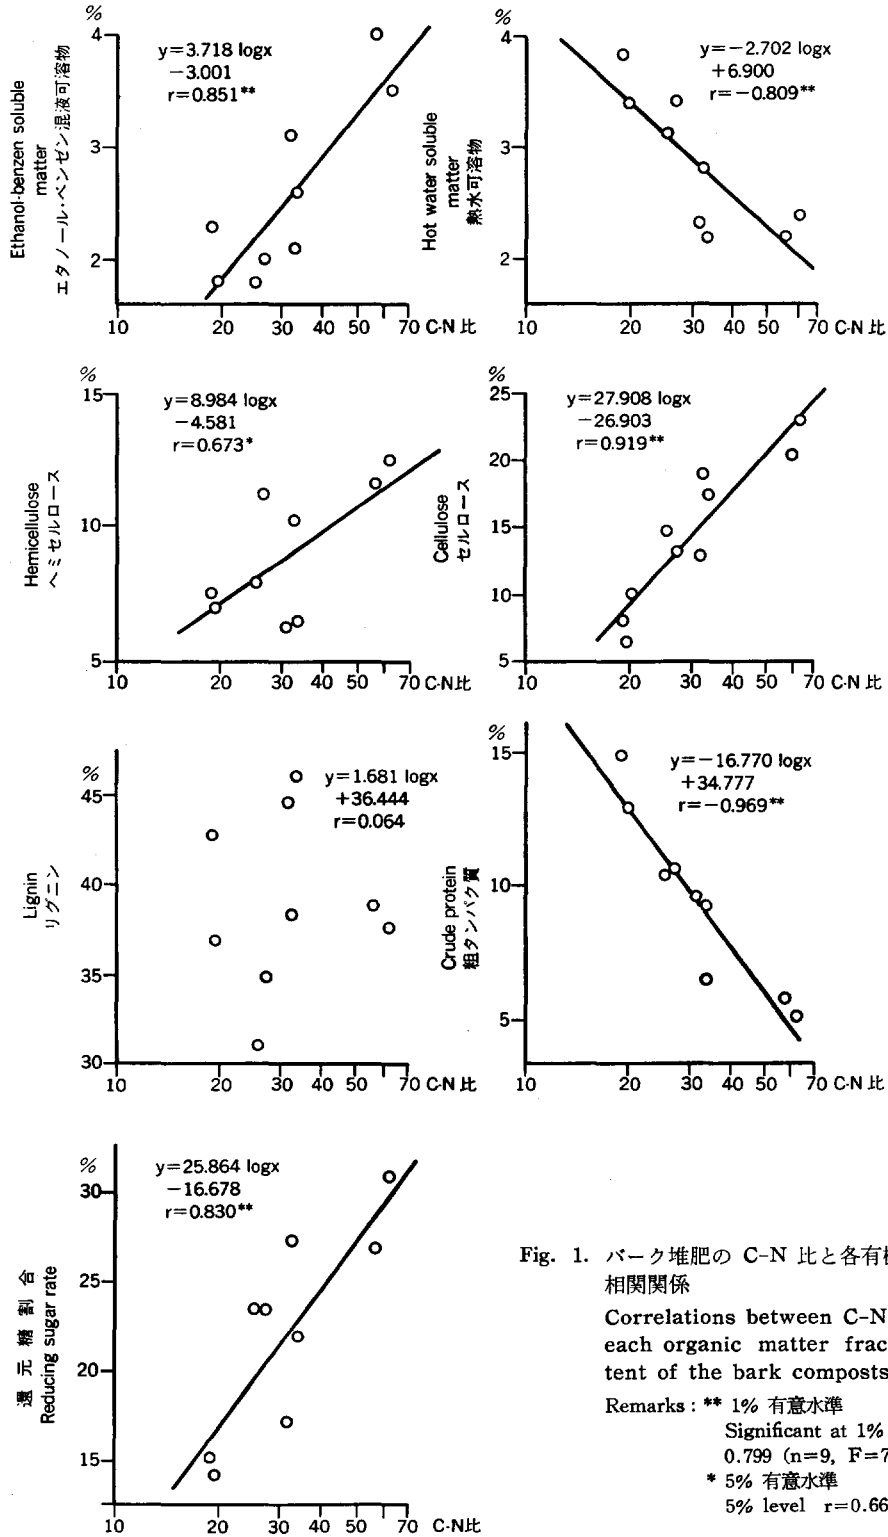 %
4
3
2
y=3.718 logx
−3.001
r=0.851**
Ethanol-benzen soluble
matter
エタノール・ベンゼン混液可溶物
10 20 30 40 50 70 C-N 比
%
4
3
2
y=−2.702 logx
+6.900
r=−0.809**
Hot water soluble
matter
熱水可溶物
10 20 30 40 50 70 C-N 比
%
15
10
5
y=8.984 logx
−4.581
r=0.673*
Hemicellulose
ヘミセルロース
10 20 30 40 50 70 C-N比
%
25
20
15
10
5
y=27.908 logx
−26.903
r=0.919**
Cellulose
セルロース
10 20 30 40 50 70 C-N 比
%
45
40
35
30
y=1.681 logx
+36.444
r=0.064
Lignin
リグニン
10 20 30 40 50 70 C-N 比
%
15
10
5
y=−16.770 logx
+34.777
r=−0.969**
Crude protein
粗タンパク質
10 20 30 40 50 70 C-N 比
%
30
25
20
15
y=25.864 logx
−16.678
r=0.830**
還元糖割合
Reducing sugar rate
10 20 30 40 50 70 C-N比
Fig. 1. バーク堆肥の C-N 比と各有
相関関係
Correlations between C-N
each organic matter frac
tent of the bark composts
Remarks : ** 1% 有意水準
Significant at 1%
0.799 (n=9, F=7
* 5% 有意水準
5% level r=0.66